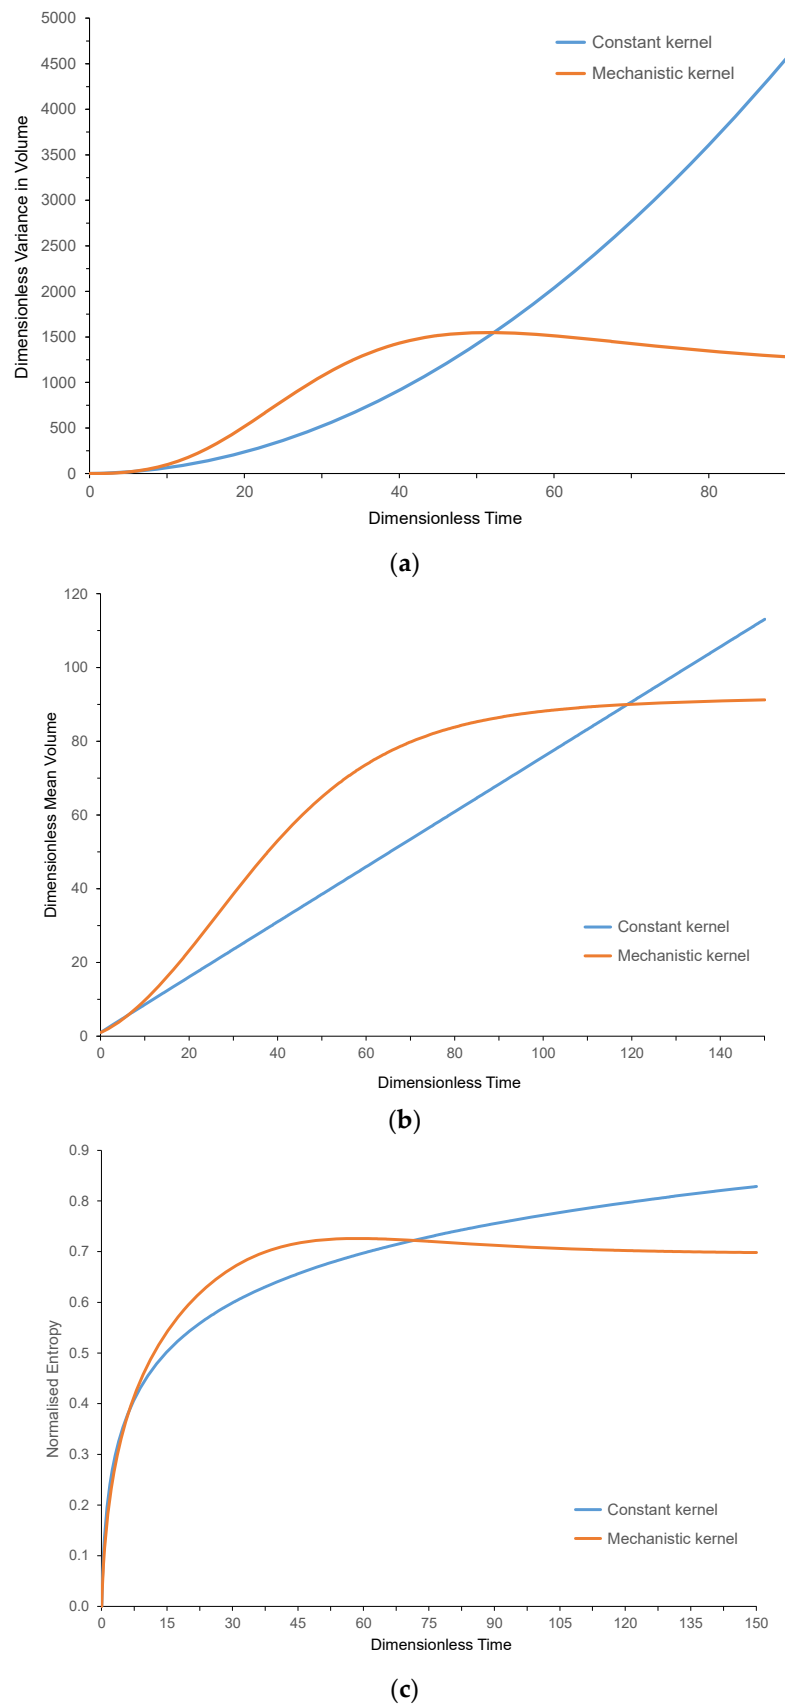 5000
4500
4000
3500
3000
2500
2000
1500
1000
500
0
Dimensionless Variance in Volume
Constant kernel
Mechanistic kernel
0 20 40 60 80
Dimensionless Time
(a)
120
100
80
60
40
20
0
Dimensionless Mean Volume
Constant kernel
Mechanistic kernel
0 20 40 60 80 100 120 140
Dimensionless Time
(b)
0.9
0.8
0.7
0.6
0.5
0.4
0.3
0.2
0.1
0.0
Normalised Entropy
Constant kernel
Mechanistic kernel
0 15 30 45 60 75 90 105 120 135 150
Dimensionless Time
(c)